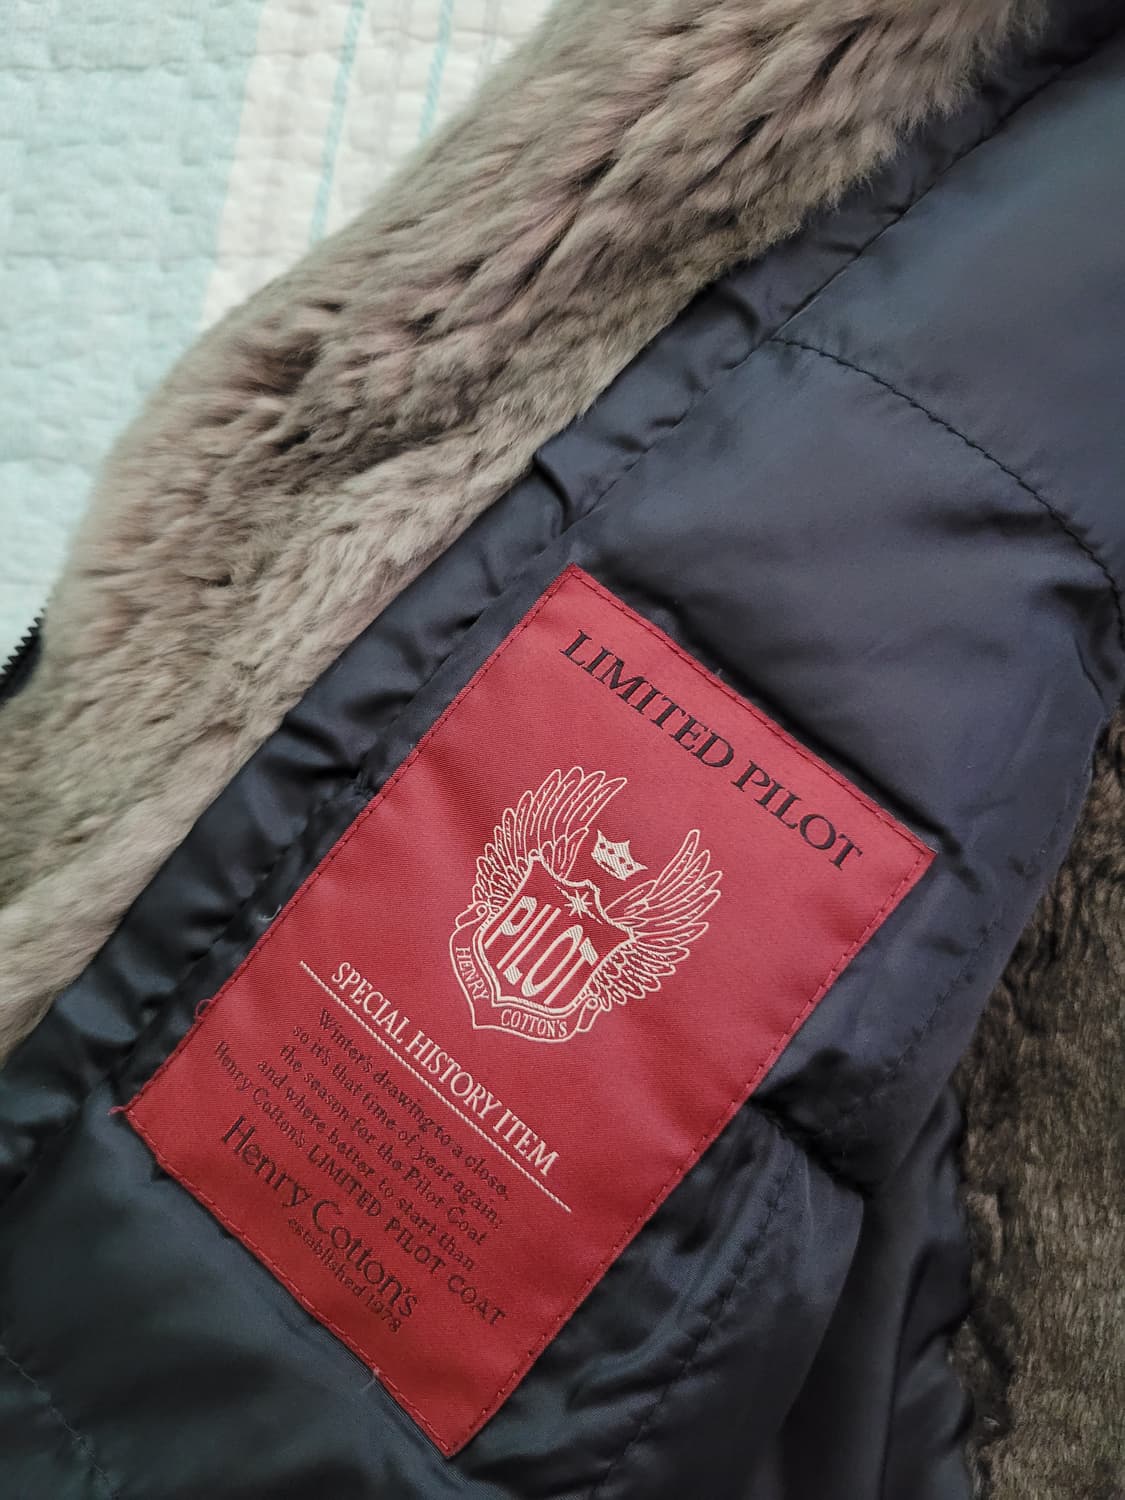 LIMITED PILOT
PILOT
HENRY COTTON'S
SPECIAL HISTORY ITEM
Winter's drawing to a close,
so it's that time of year again;
the season for the Pilot Coat
and where better to start than
Henry Cotton's LIMITED PILOT COAT
Henry Cotton's
established 1978